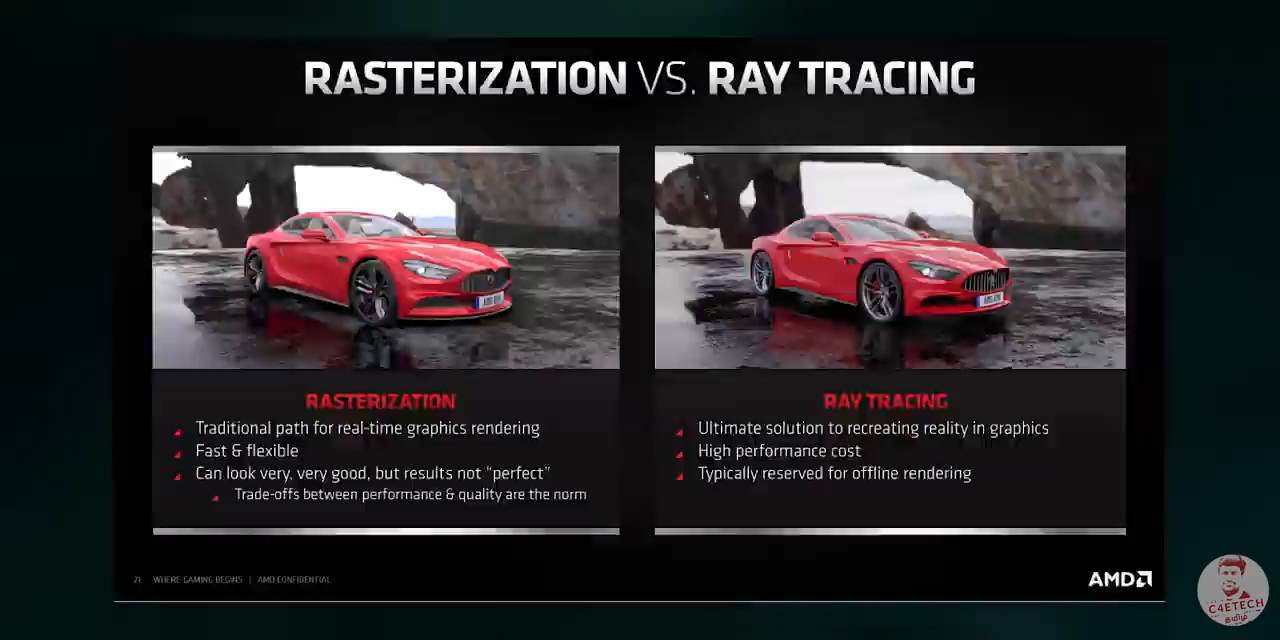 RASTERIZATION VS. RAY TRACING
RASTERIZATION
Traditional path for real-time graphics rendering
Fast & flexible
Can look very, very good, but results not "perfect"
Trade-offs between performance & quality are the norm
RAY TRACING
Ultimate solution to recreating reality in graphics
High performance cost
Typically reserved for offline rendering
WHERE GAMING BEGINS | AMD CONFIDENTIAL
AMD
C4ETECH
தமிழ்